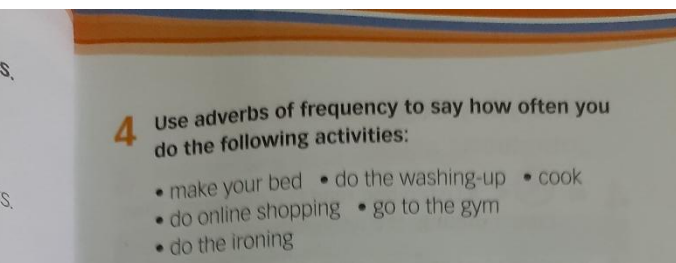 S.
4 Use adverbs of frequency to say how often you
do the following activities:
• make your bed • do the washing-up • cook
• do online shopping • go to the gym
• do the ironing
S.